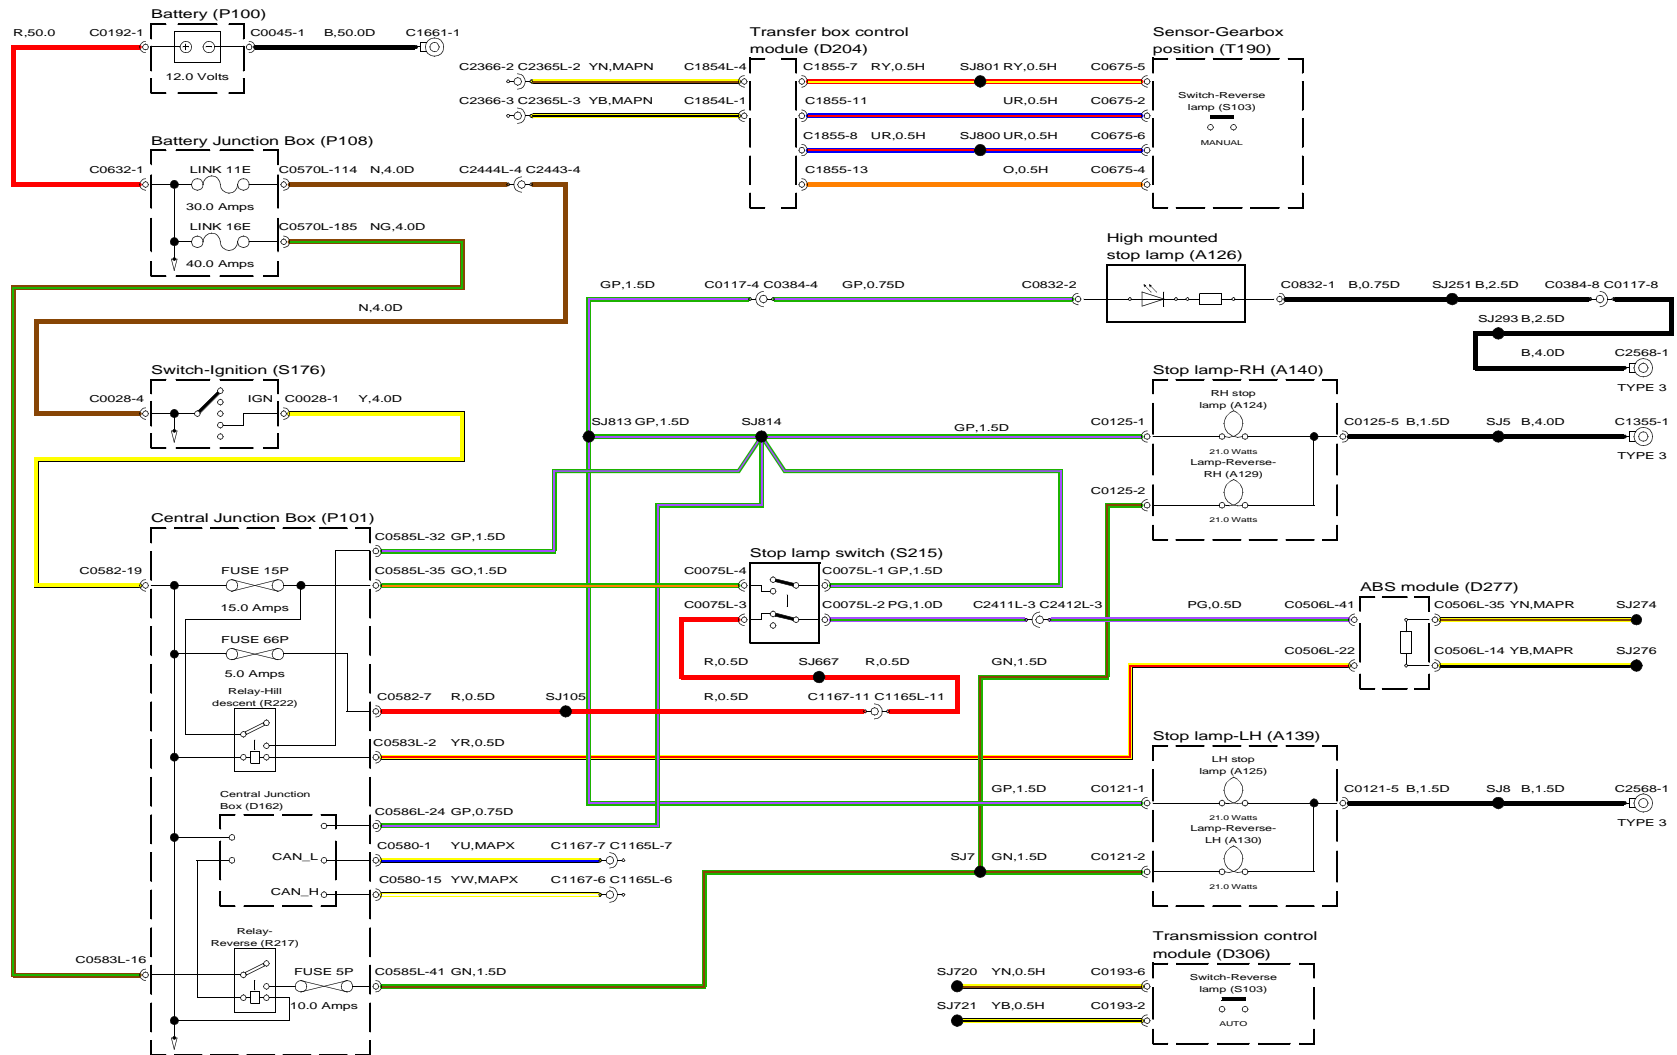 Battery (P100)
R,50.0 C0192-1 C0045-1 B,50.0D C1661-1
12.0 Volts
Transfer box control
module (D204)
Sensor-Gearbox
position (T190)
C2366-2 C2365L-2 YN,MAPN C1854L-4 C1855-7 RY,0.5H SJ801 RY,0.5H C0675-5
C2366-3 C2365L-3 YB,MAPN C1854L-1 C1855-11 UR,0.5H C0675-2
Switch-Reverse
lamp (S103)
MANUAL
C1855-8 UR,0.5H SJ800 UR,0.5H C0675-6
C1855-13 O,0.5H C0675-4
Battery Junction Box (P108)
C0632-1 LINK 11E C0570L-114 N,4.0D C2444L-4 C2443-4
30.0 Amps
LINK 16E C0570L-185 NG,4.0D
40.0 Amps
N,4.0D
High mounted
stop lamp (A126)
GP,1.5D C0117-4 C0384-4 GP,0.75D C0832-2 C0832-1 B,0.75D SJ251 B,2.5D C0384-8 C0117-8
SJ293 B,2.5D
B,4.0D C2568-1
TYPE 3
Switch-Ignition (S176)
C0028-4 IGN C0028-1 Y,4.0D
Stop lamp-RH (A140)
RH stop
lamp (A124)
SJ813 GP,1.5D SJ814 GP,1.5D C0125-1 C0125-5 B,1.5D SJ5 B,4.0D C1355-1
21.0 Watts
TYPE 3
Lamp-Reverse-
RH (A129)
C0125-2
21.0 Watts
Central Junction Box (P101)
C0585L-32 GP,1.5D
C0582-19 FUSE 15P C0585L-35 GO,1.5D
15.0 Amps
Stop lamp switch (S215)
C0075L-4 C0075L-1 GP,1.5D
C0075L-3 C0075L-2 PG,1.0D C2411L-3 C2412L-3 PG,0.5D C0506L-41
ABS module (D277)
C0506L-35 YN,MAPR SJ274
C0506L-22 C0506L-14 YB,MAPR SJ276
FUSE 66P
5.0 Amps
R,0.5D SJ667 R,0.5D GN,1.5D
Relay-Hill
descent (R222)
C0582-7 R,0.5D SJ105 R,0.5D C1167-11 C1165L-11
C0583L-2 YR,0.5D
Stop lamp-LH (A139)
LH stop
lamp (A125)
GP,1.5D C0121-1 C0121-5 B,1.5D SJ8 B,1.5D C2568-1
21.0 Watts
TYPE 3
Lamp-Reverse-
LH (A130)
SJ7 GN,1.5D C0121-2
21.0 Watts
Central Junction
Box (D162)
C0586L-24 GP,0.75D
CAN_L C0580-1 YU,MAPX C1167-7 C1165L-7
CAN_H C0580-15 YW,MAPX C1167-6 C1165L-6
Relay-
Reverse (R217)
C0583L-16 FUSE 5P C0585L-41 GN,1.5D
10.0 Amps
Transmission control
module (D306)
SJ720 YN,0.5H C0193-6
SJ721 YB,0.5H C0193-2
Switch-Reverse
lamp (S103)
AUTO